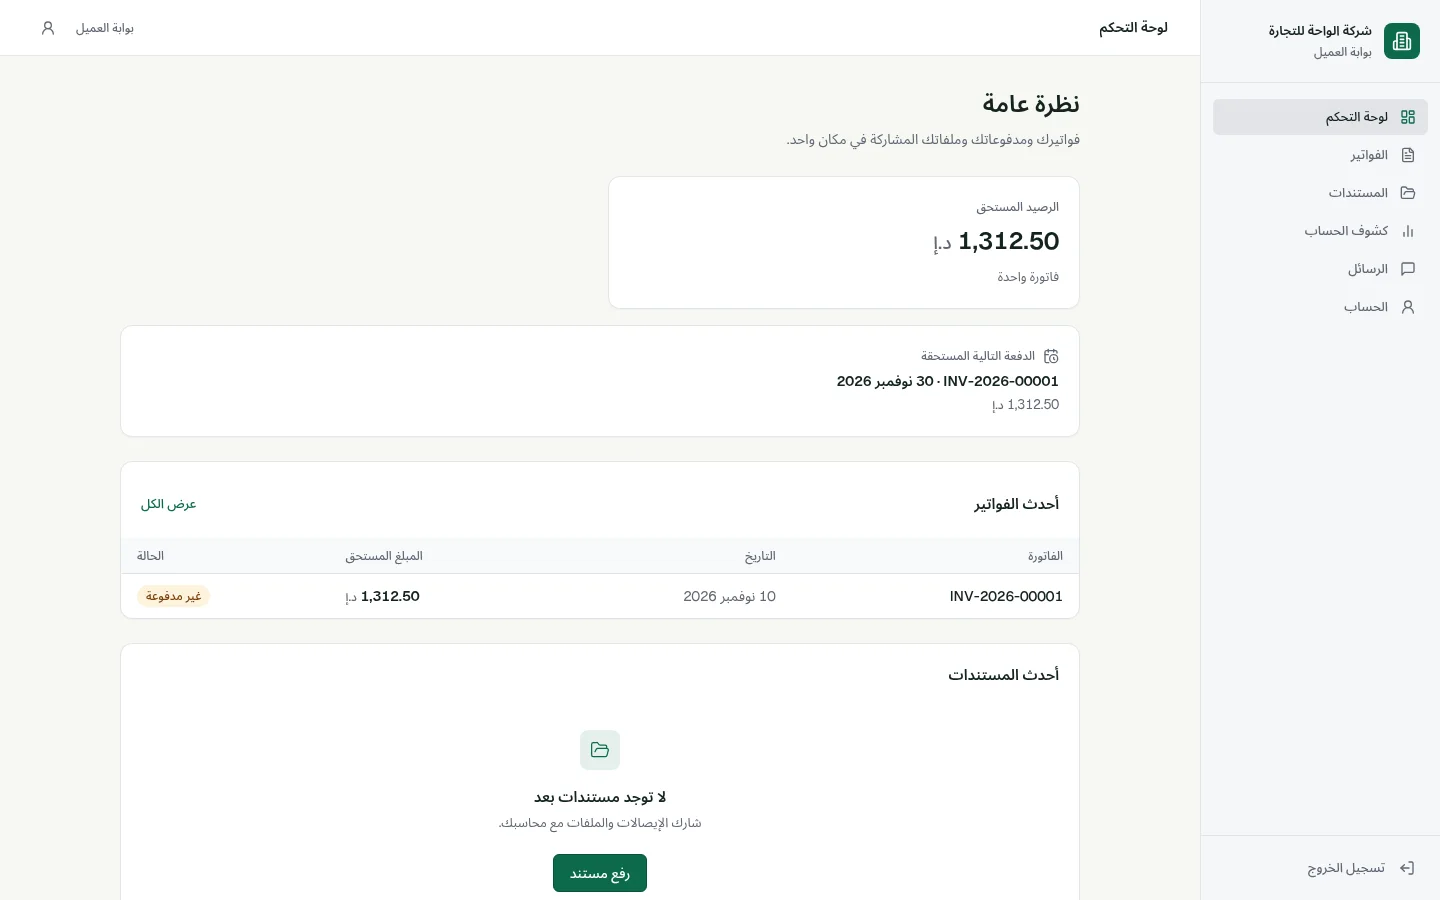 شركة الواحة للتجارة
بوابة العميل
لوحة التحكم
الفواتير
المستندات
كشوف الحساب
الرسائل
الحساب
تسجيل الخروج
لوحة التحكم
بوابة العميل
نظرة عامة
فواتيرك ومدفوعاتك وملفاتك المشاركة في مكان واحد.
الرصيد المستحق
1,312.50 د.إ
فاتورة واحدة
الدفعة التالية المستحقة
INV-2026-00001 · 30 نوفمبر 2026
1,312.50 د.إ
أحدث الفواتير
عرض الكل
الفاتورة التاريخ المبلغ المستحق الحالة
INV-2026-00001 10 نوفمبر 2026 1,312.50 د.إ غير مدفوعة
أحدث المستندات
لا توجد مستندات بعد
شارك الإيصالات والملفات مع محاسبك.
رفع مستند